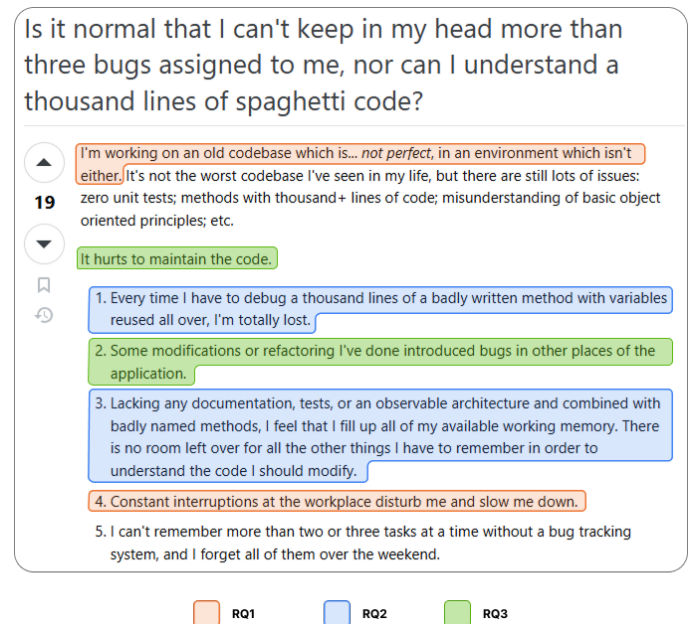 Is it normal that I can't keep in my head more than
three bugs assigned to me, nor can I understand a
thousand lines of spaghetti code?
I'm working on an old codebase which is... not perfect, in an environment which isn't
either. It's not the worst codebase I've seen in my life, but there are still lots of issues:
19
zero unit tests; methods with thousand+ lines of code; misunderstanding of basic object
oriented principles; etc.
It hurts to maintain the code.
1. Every time I have to debug a thousand lines of a badly written method with variables
reused all over, I'm totally lost.
2. Some modifications or refactoring I've done introduced bugs in other places of the
application.
3. Lacking any documentation, tests, or an observable architecture and combined with
badly named methods, I feel that I fill up all of my available working memory. There
is no room left over for all the other things I have to remember in order to
understand the code I should modify.
4. Constant interruptions at the workplace disturb me and slow me down.
5. I can't remember more than two or three tasks at a time without a bug tracking
system, and I forget all of them over the weekend.
RQ1 RQ2 RQ3